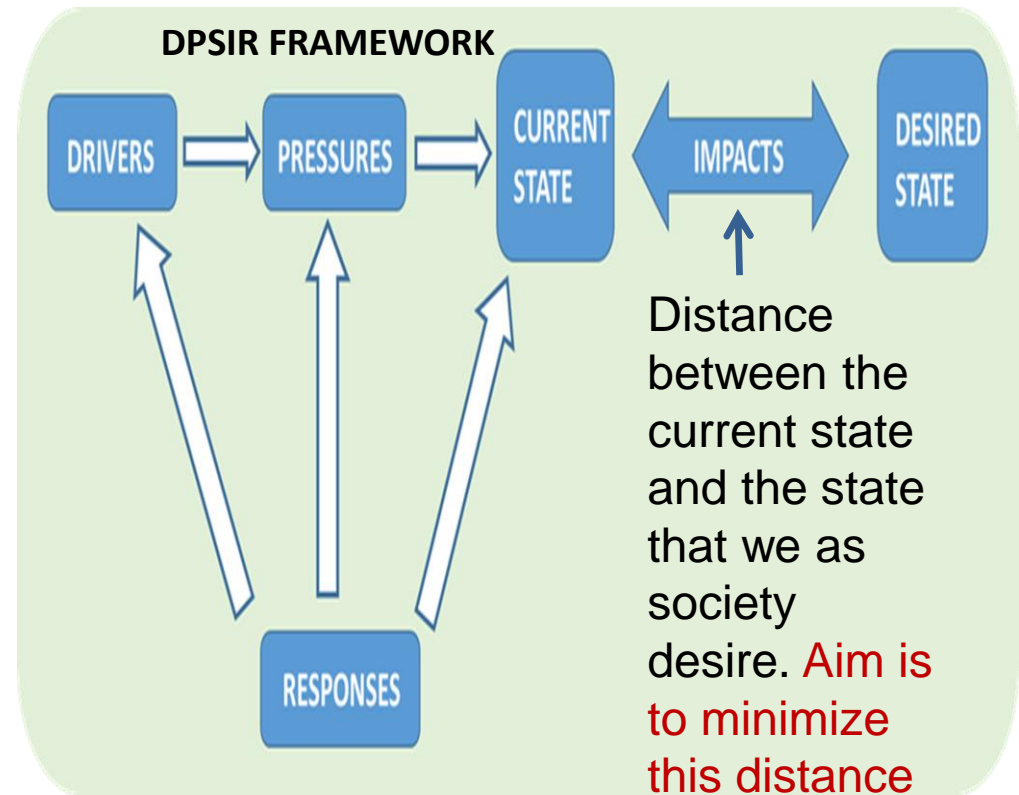 DPSIR FRAMEWORK
DRIVERS
PRESSURES
CURRENT
STATE
IMPACTS
DESIRED
STATE
Distance
between the
current state
and the state
that we as
society
desire. Aim is
to minimize
this distance
RESPONSES